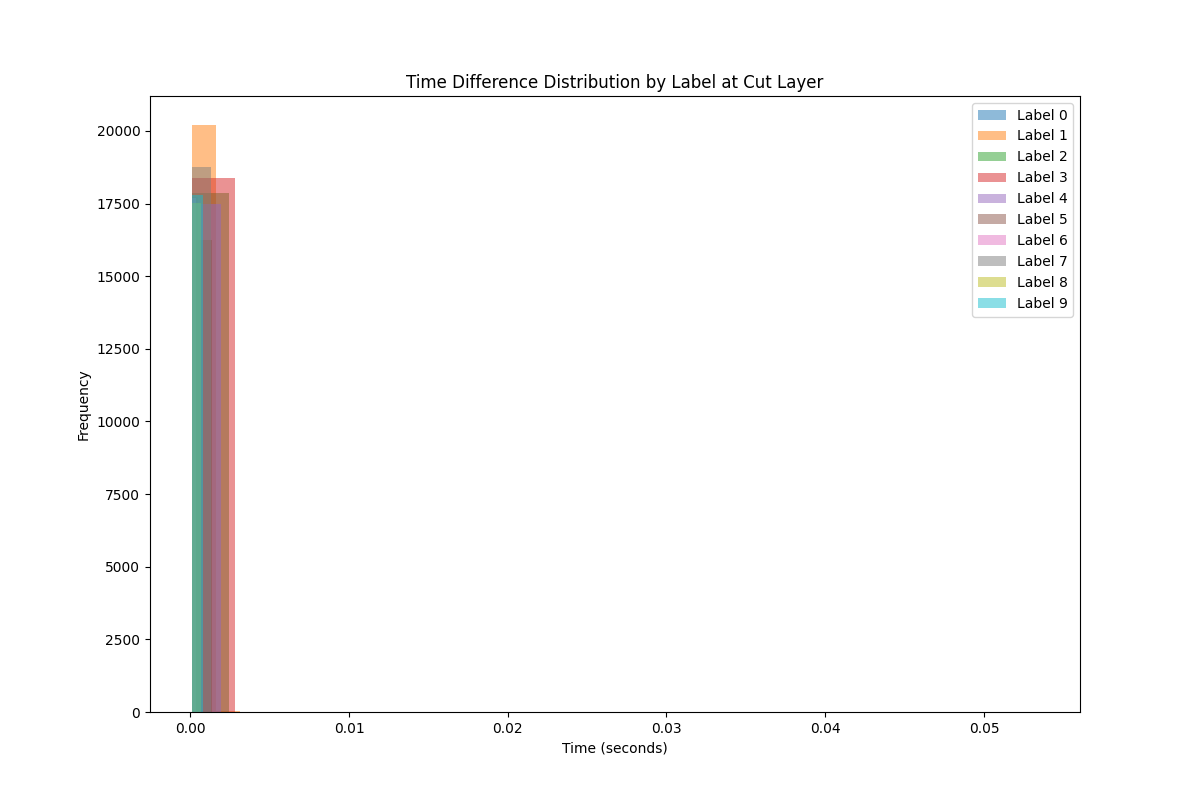 Time Difference Distribution by Label at Cut Layer
20000
17500
15000
12500
10000
7500
5000
2500
0
Frequency
Label 0
Label 1
Label 2
Label 3
Label 4
Label 5
Label 6
Label 7
Label 8
Label 9
0.00 0.01 0.02 0.03 0.04 0.05
Time (seconds)